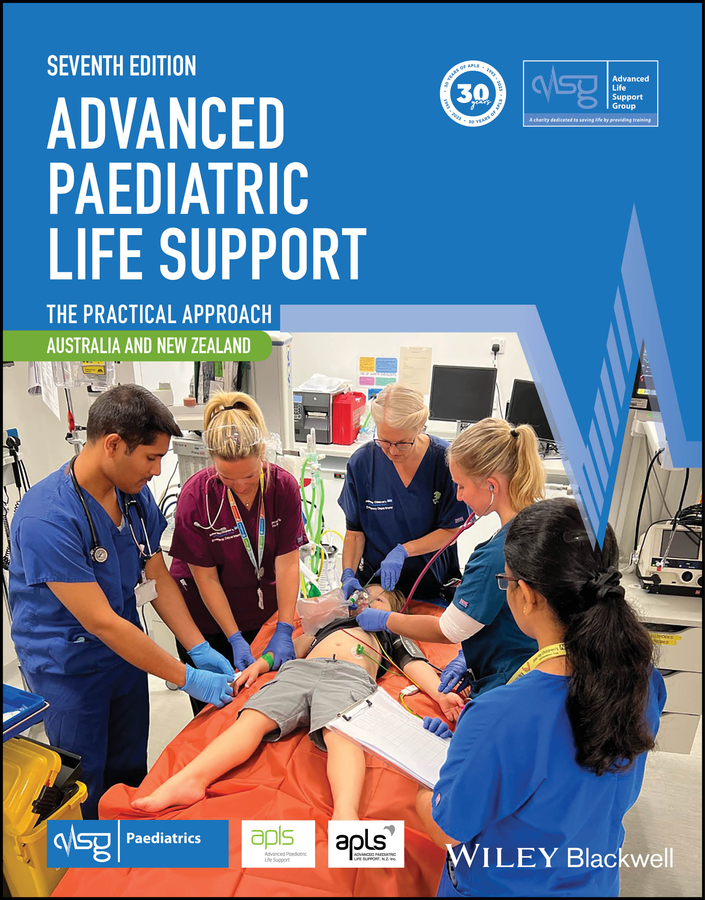 SEVENTH EDITION
ADVANCED
PAEDIATRIC
LIFE SUPPORT
THE PRACTICAL APPROACH
AUSTRALIA AND NEW ZEALAND
30 YEARS OF APLS • 1993-2023 • 30 YEARS OF APLS • 1993-2023
30
years
alsg
Advanced
Life
Support
Group
A charity dedicated to saving life by providing training
alsg
Paediatrics
apls
Advanced Paediatric
Life Support
apls
ADVANCED PAEDIATRIC
LIFE SUPPORT, N.Z. Inc
WILEY Blackwell